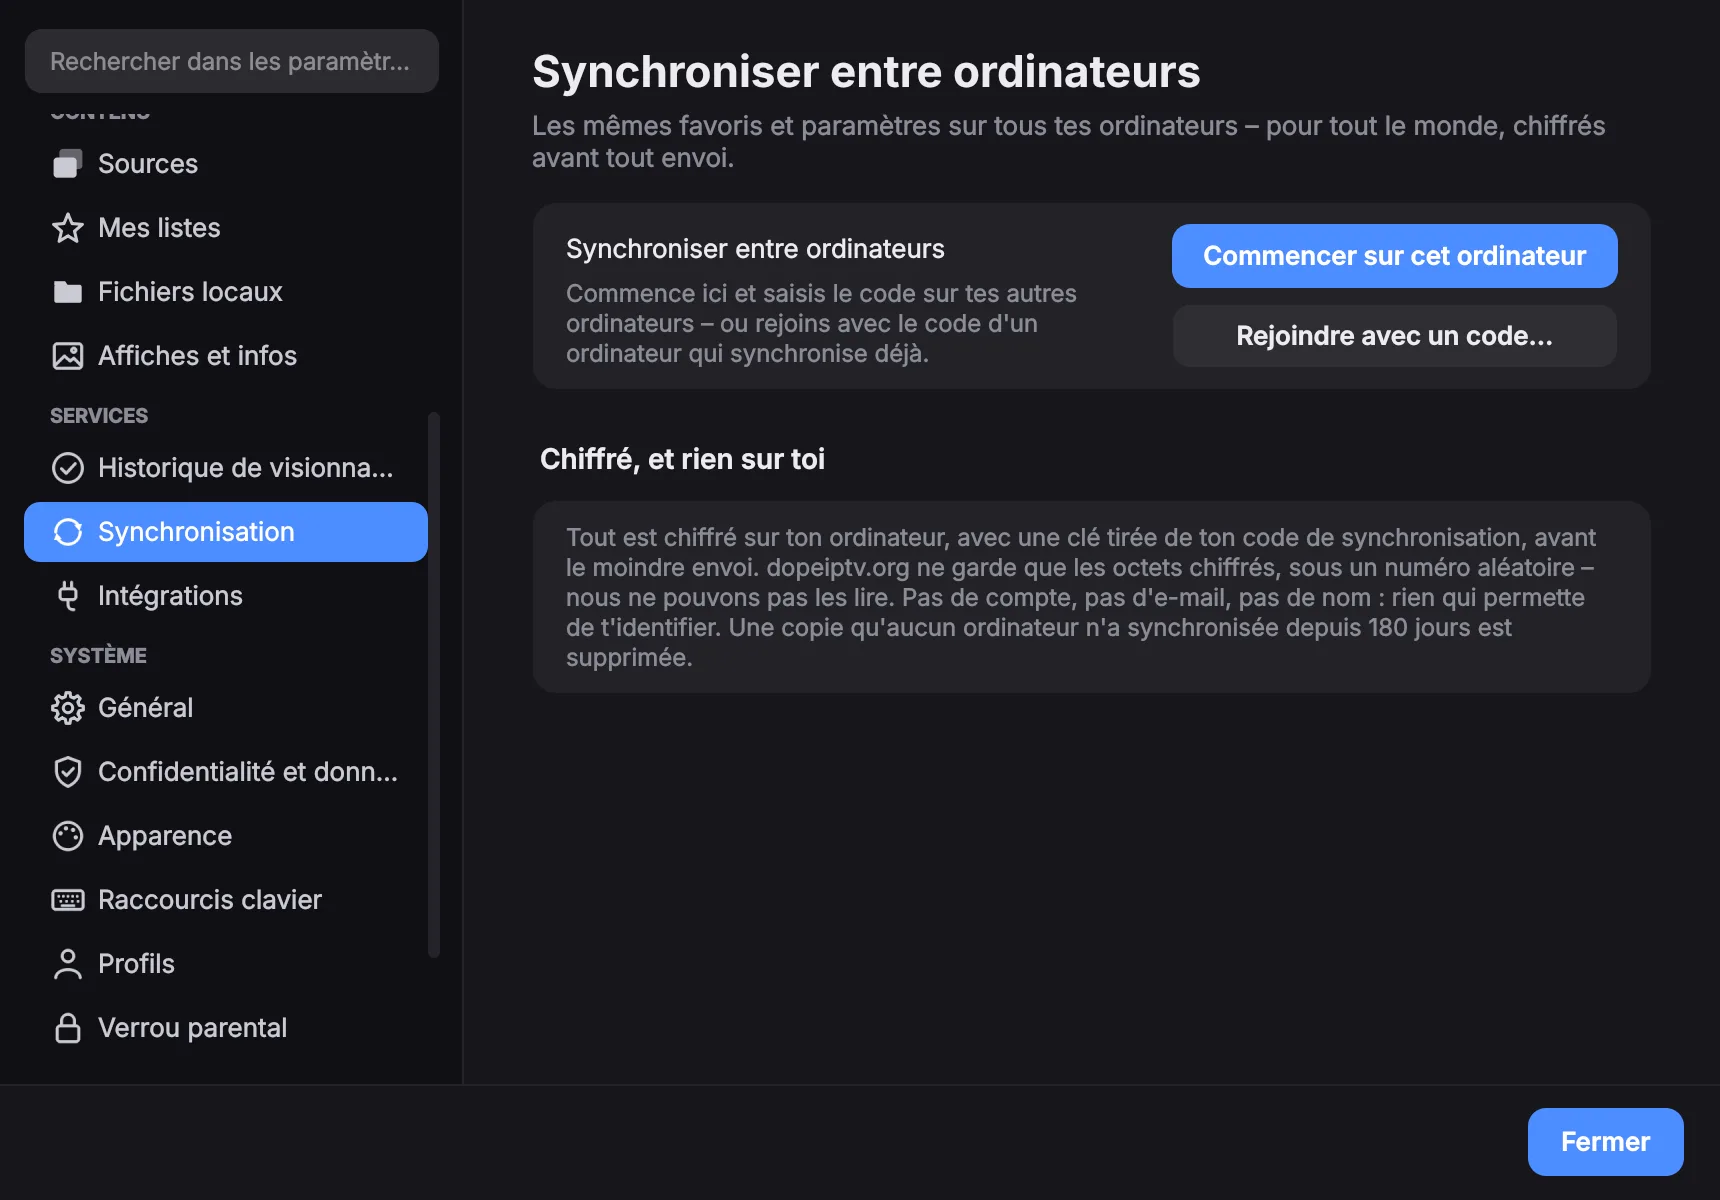 Rechercher dans les paramètr...
CONTENU
Sources
Mes listes
Fichiers locaux
Affiches et infos
SERVICES
Historique de visionna...
Synchronisation
Intégrations
SYSTÈME
Général
Confidentialité et donn...
Apparence
Raccourcis clavier
Profils
Verrou parental
Synchroniser entre ordinateurs
Les mêmes favoris et paramètres sur tous tes ordinateurs – pour tout le monde, chiffrés
avant tout envoi.
Synchroniser entre ordinateurs
Commence ici et saisis le code sur tes autres
ordinateurs – ou rejoins avec le code d'un
ordinateur qui synchronise déjà.
Commencer sur cet ordinateur
Rejoindre avec un code...
Chiffré, et rien sur toi
Tout est chiffré sur ton ordinateur, avec une clé tirée de ton code de synchronisation, avant
le moindre envoi. dopeiptv.org ne garde que les octets chiffrés, sous un numéro aléatoire –
nous ne pouvons pas les lire. Pas de compte, pas d'e-mail, pas de nom : rien qui permette
de t'identifier. Une copie qu'aucun ordinateur n'a synchronisée depuis 180 jours est
supprimée.
Fermer